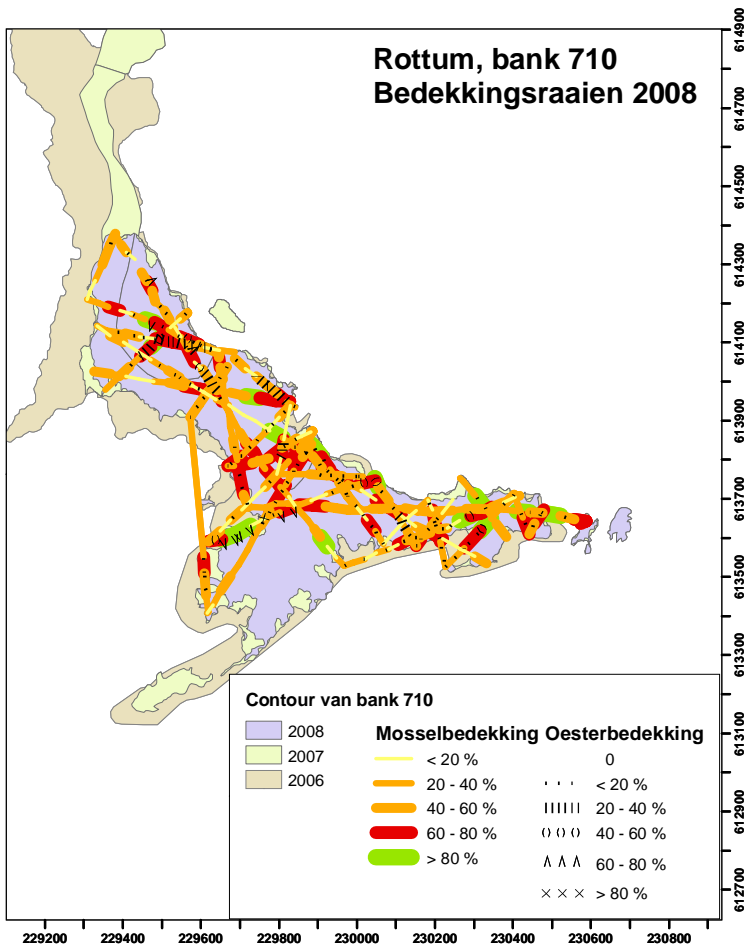 Rottum, bank 710
Bedekkingsraaien 2008
614900
614700
614500
614300
614100
613900
613700
613500
613300
613100
612900
612700
Contour van bank 710
2008
2007
2006
Mosselbedekking Oesterbedekking
< 20 % 0
20 - 40 % < 20 %
40 - 60 % 20 - 40 %
60 - 80 % 40 - 60 %
> 80 % 60 - 80 %
> 80 %
229200 229400 229600 229800 230000 230200 230400 230600 230800